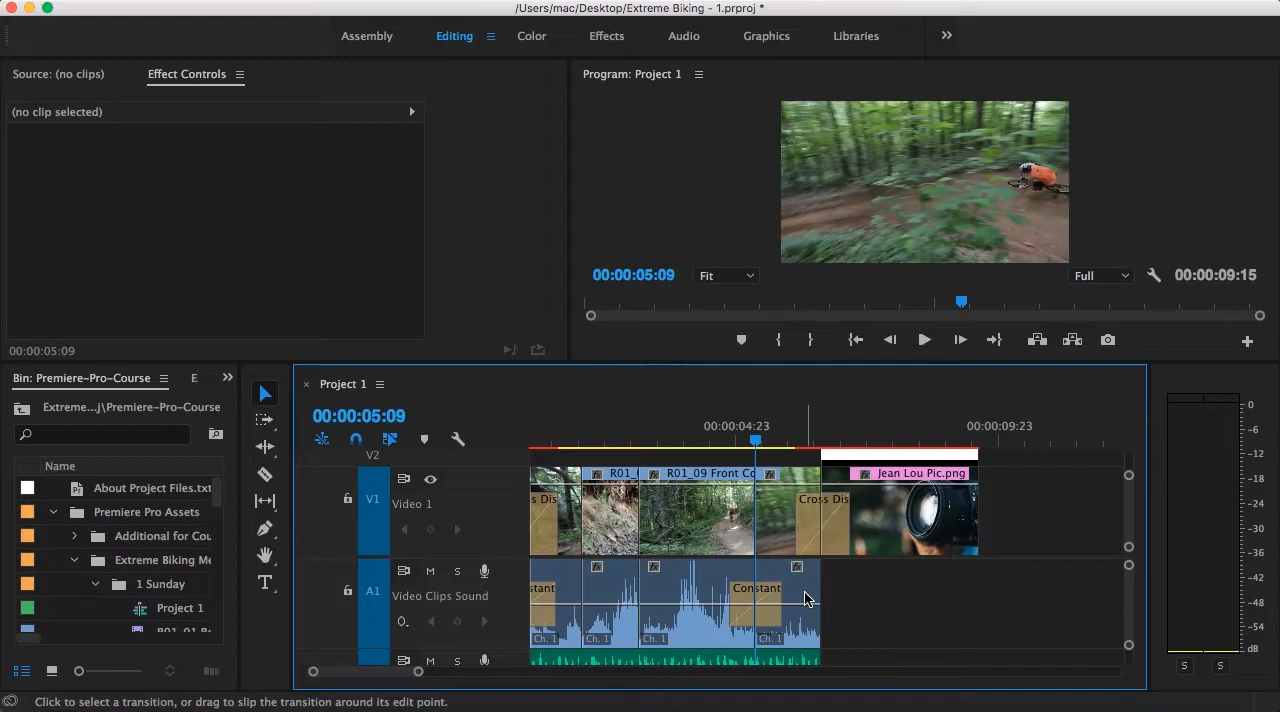 /Users/mac/Desktop/Extreme Biking - 1.prproj *
Assembly
Editing
Color
Effects
Audio
Graphics
Libraries
Source: (no clips)
Effect Controls
Program: Project 1
(no clip selected)
00:00:05:09
Fit
Full
00:00:09:15
00:00:05:09
Bin: Premiere-Pro-Course
E
Extreme...j\Premiere-Pro-Course
Name
About Project Files.txt
Premiere Pro Assets
Additional for Cou
Extreme Biking Me
1 Sunday
Project 1
R01_01 B
Project 1
00:00:05:09
00:00:04:23
00:00:09:23
V2
V1
Video 1
R01_
R01_09 Front Co
Jean Lou Pic.png
s Dis
Cross Dis
A1
M
S
Video Clips Sound
stant
Constant
Ch. 1
Ch. 1
Ch. 1
Ch. 1
M
S
0
-6
-12
-18
-24
-30
-36
-42
-48
-54
dB
S
S
Click to select a transition, or drag to slip the transition around its edit point.